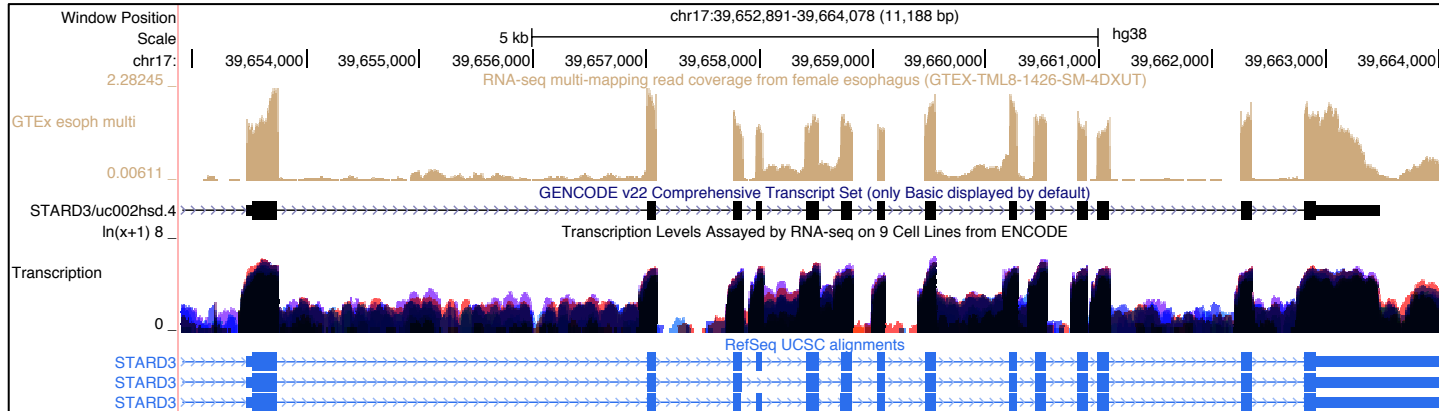 Window Position chr17:39,652,891-39,664,078 (11,188 bp)
Scale 5 kb hg38
chr17: 39,654,000 39,655,000 39,656,000 39,657,000 39,658,000 39,659,000 39,660,000 39,661,000 39,662,000 39,663,000 39,664,000
2.28245 _ RNA-seq multi-mapping read coverage from female esophagus (GTEX-TML8-1426-SM-4DXUT)
GTEx esoph multi
0.00611 _
GENCODE v22 Comprehensive Transcript Set (only Basic displayed by default)
STARD3/uc002hsd.4
ln(x+1) 8 _ Transcription Levels Assayed by RNA-seq on 9 Cell Lines from ENCODE
Transcription
0 _
RefSeq UCSC alignments
STARD3
STARD3
STARD3